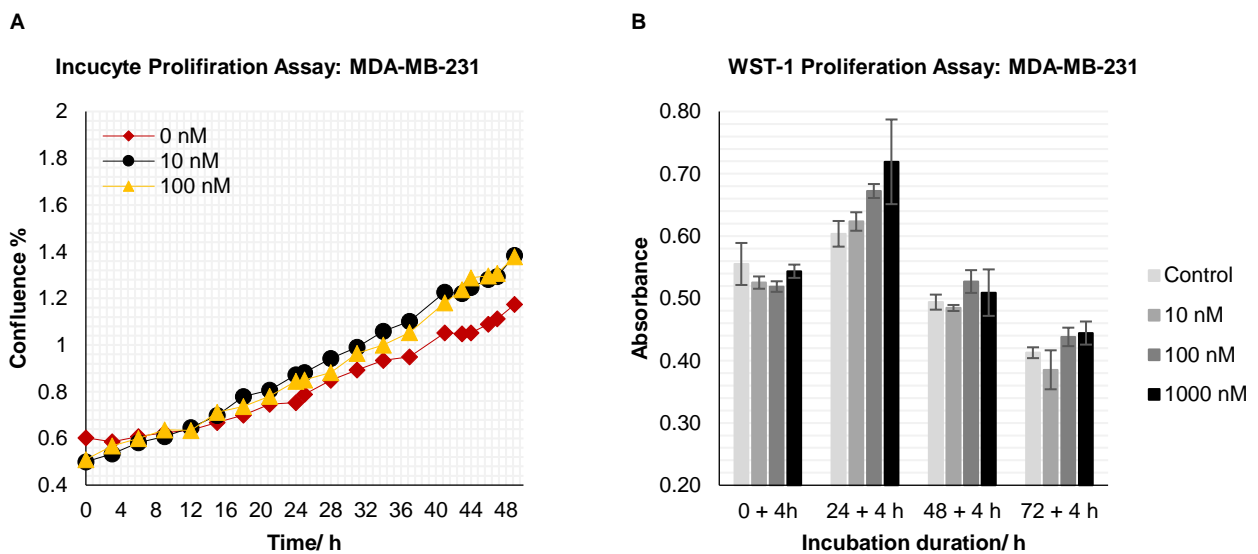 A
Incucyte Prolifiration Assay: MDA-MB-231
2
1.8
1.6
1.4
1.2
1
0.8
0.6
0.4
0 nM
10 nM
100 nM
Confluence %
0 4 8 12 16 20 24 28 32 36 40 44 48
Time/ h
B
WST-1 Proliferation Assay: MDA-MB-231
0.80
0.70
0.60
0.50
0.40
0.30
0.20
Absorbance
0 + 4h 24 + 4 h 48 + 4 h 72 + 4 h
Incubation duration/ h
Control
10 nM
100 nM
1000 nM